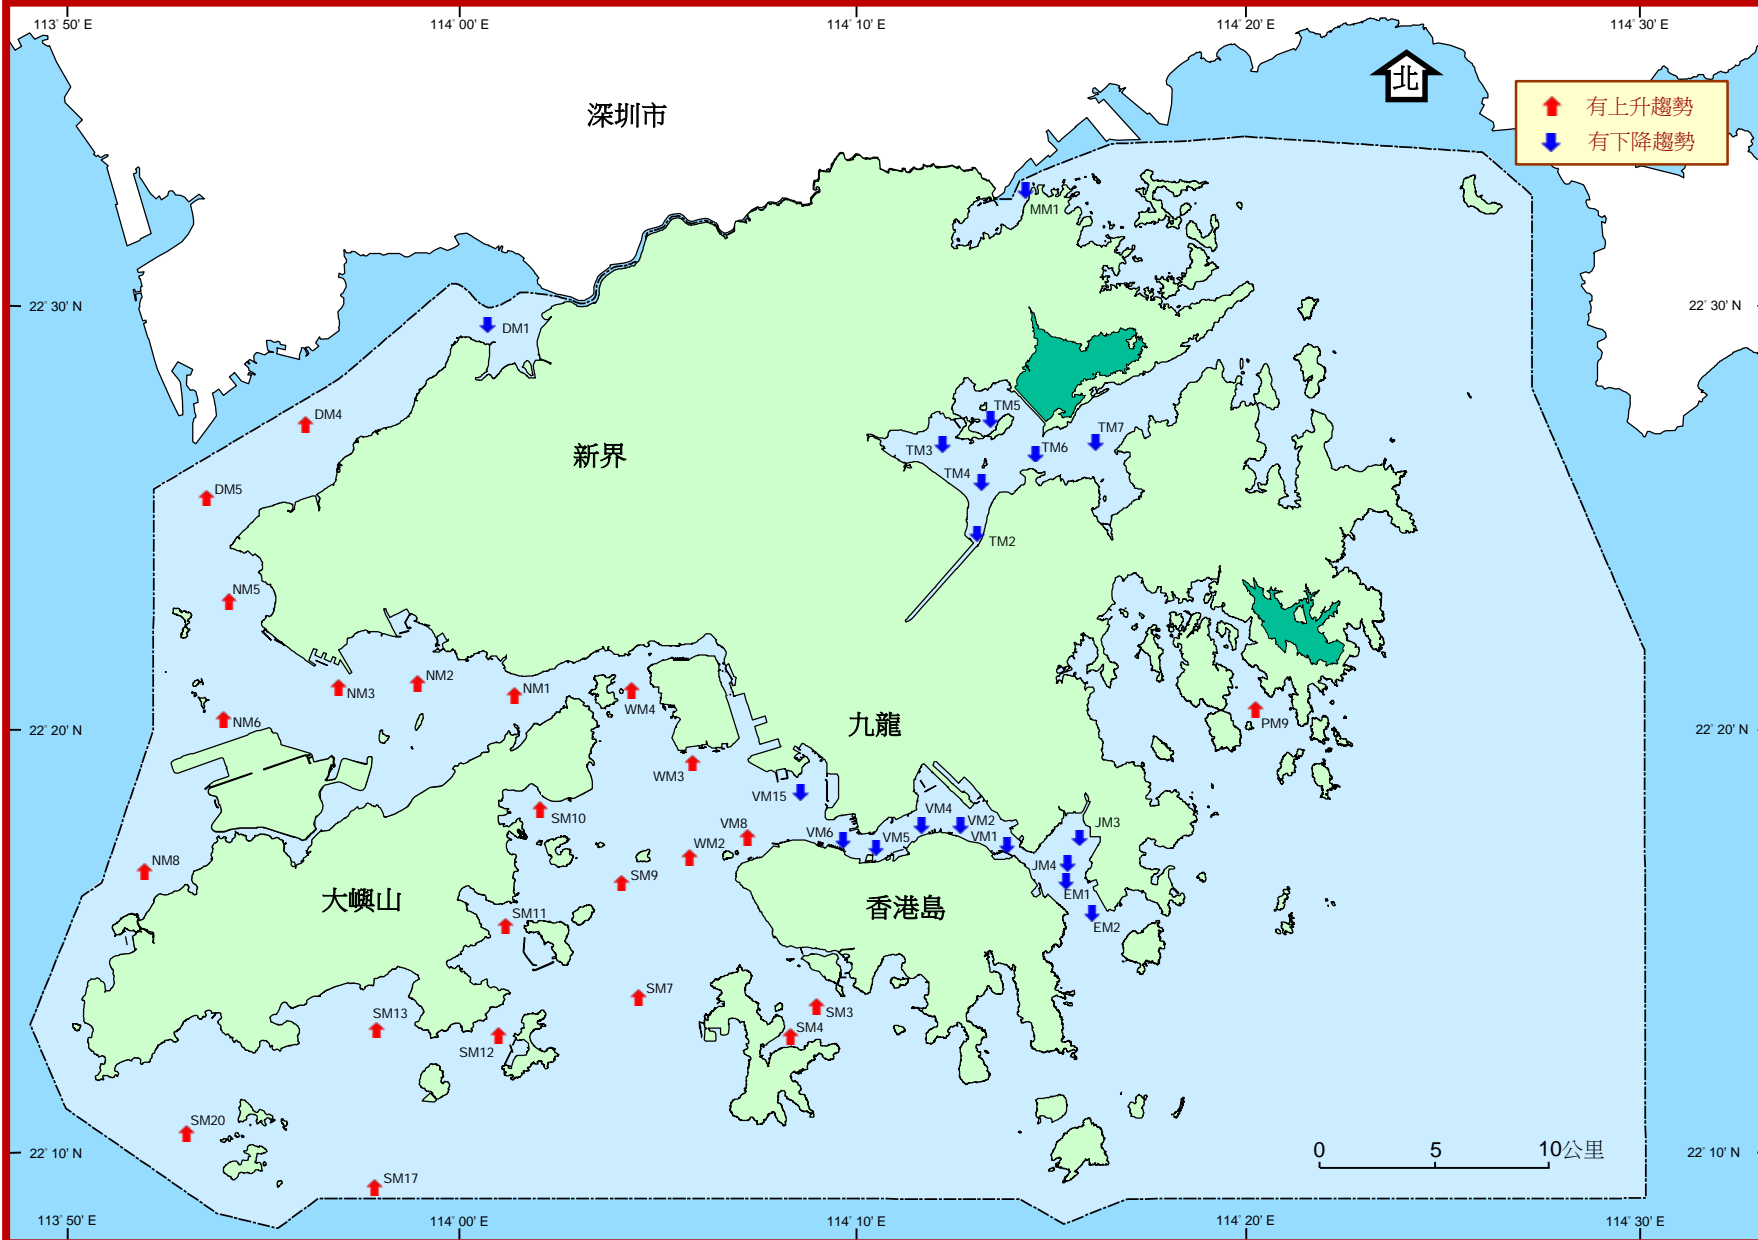 113° 50' E
114° 00' E
114° 10' E
114° 20' E
114° 30' E
北
有上升趨勢
有下降趨勢
深圳市
MM1
22° 30' N
22° 30' N
DM1
DM4
TM5
TM7
TM3
TM6
新界
TM4
DM5
TM2
NM5
NM2
NM1
NM3
WM4
NM6
PM9
22° 20' N
九龍
22° 20' N
WM3
VM15
SM10
VM8
VM4
VM2
JM3
VM6
VM5
VM1
WM2
NM8
JM4
SM9
EM1
大嶼山
香港島
SM11
EM2
SM7
SM13
SM3
SM4
SM12
SM20
0 5 10公里
22° 10' N
22° 10' N
SM17
113° 50' E
114° 00' E
114° 10' E
114° 20' E
114° 30' E